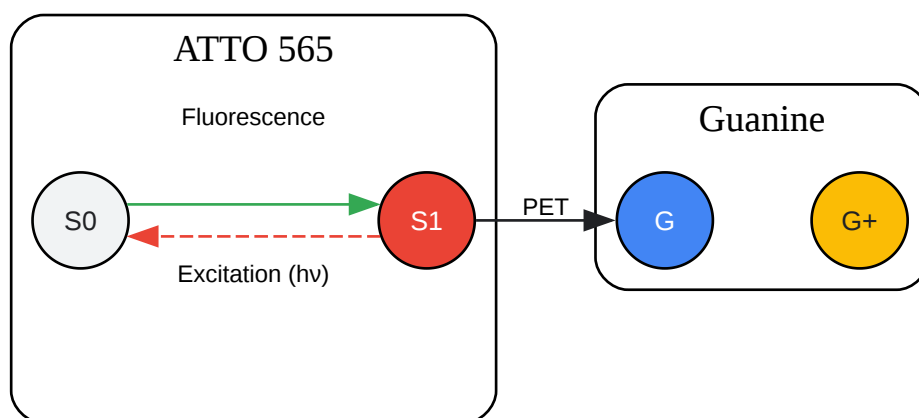 ATTO 565
Fluorescence
Guanine
S0
S1
PET
G
G+
Excitation (hν)